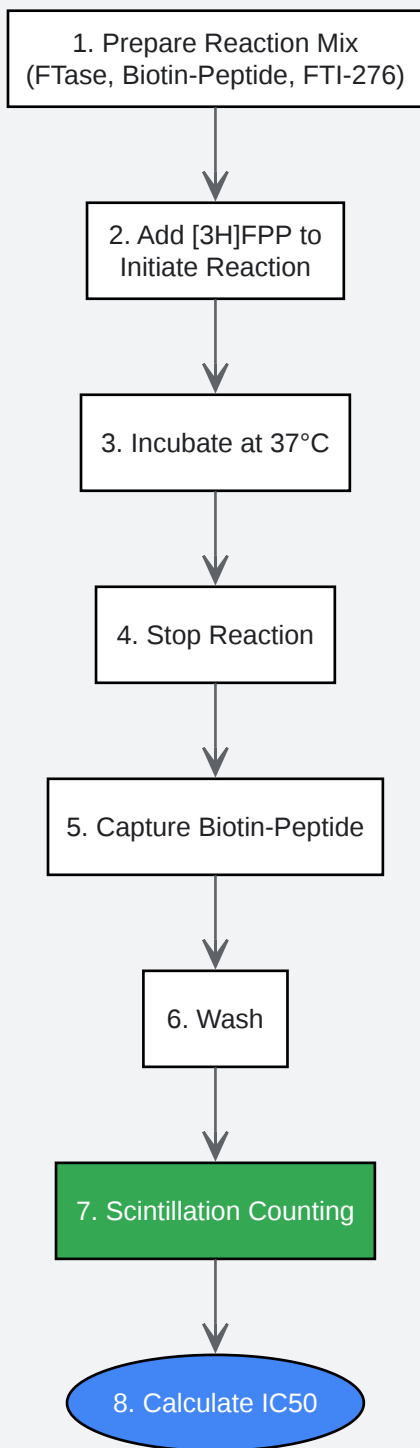 1. Prepare Reaction Mix
(FTase, Biotin-Peptide, FTI-276)
2. Add [3H]FPP to
Initiate Reaction
3. Incubate at 37°C
4. Stop Reaction
5. Capture Biotin-Peptide
6. Wash
7. Scintillation Counting
8. Calculate IC50